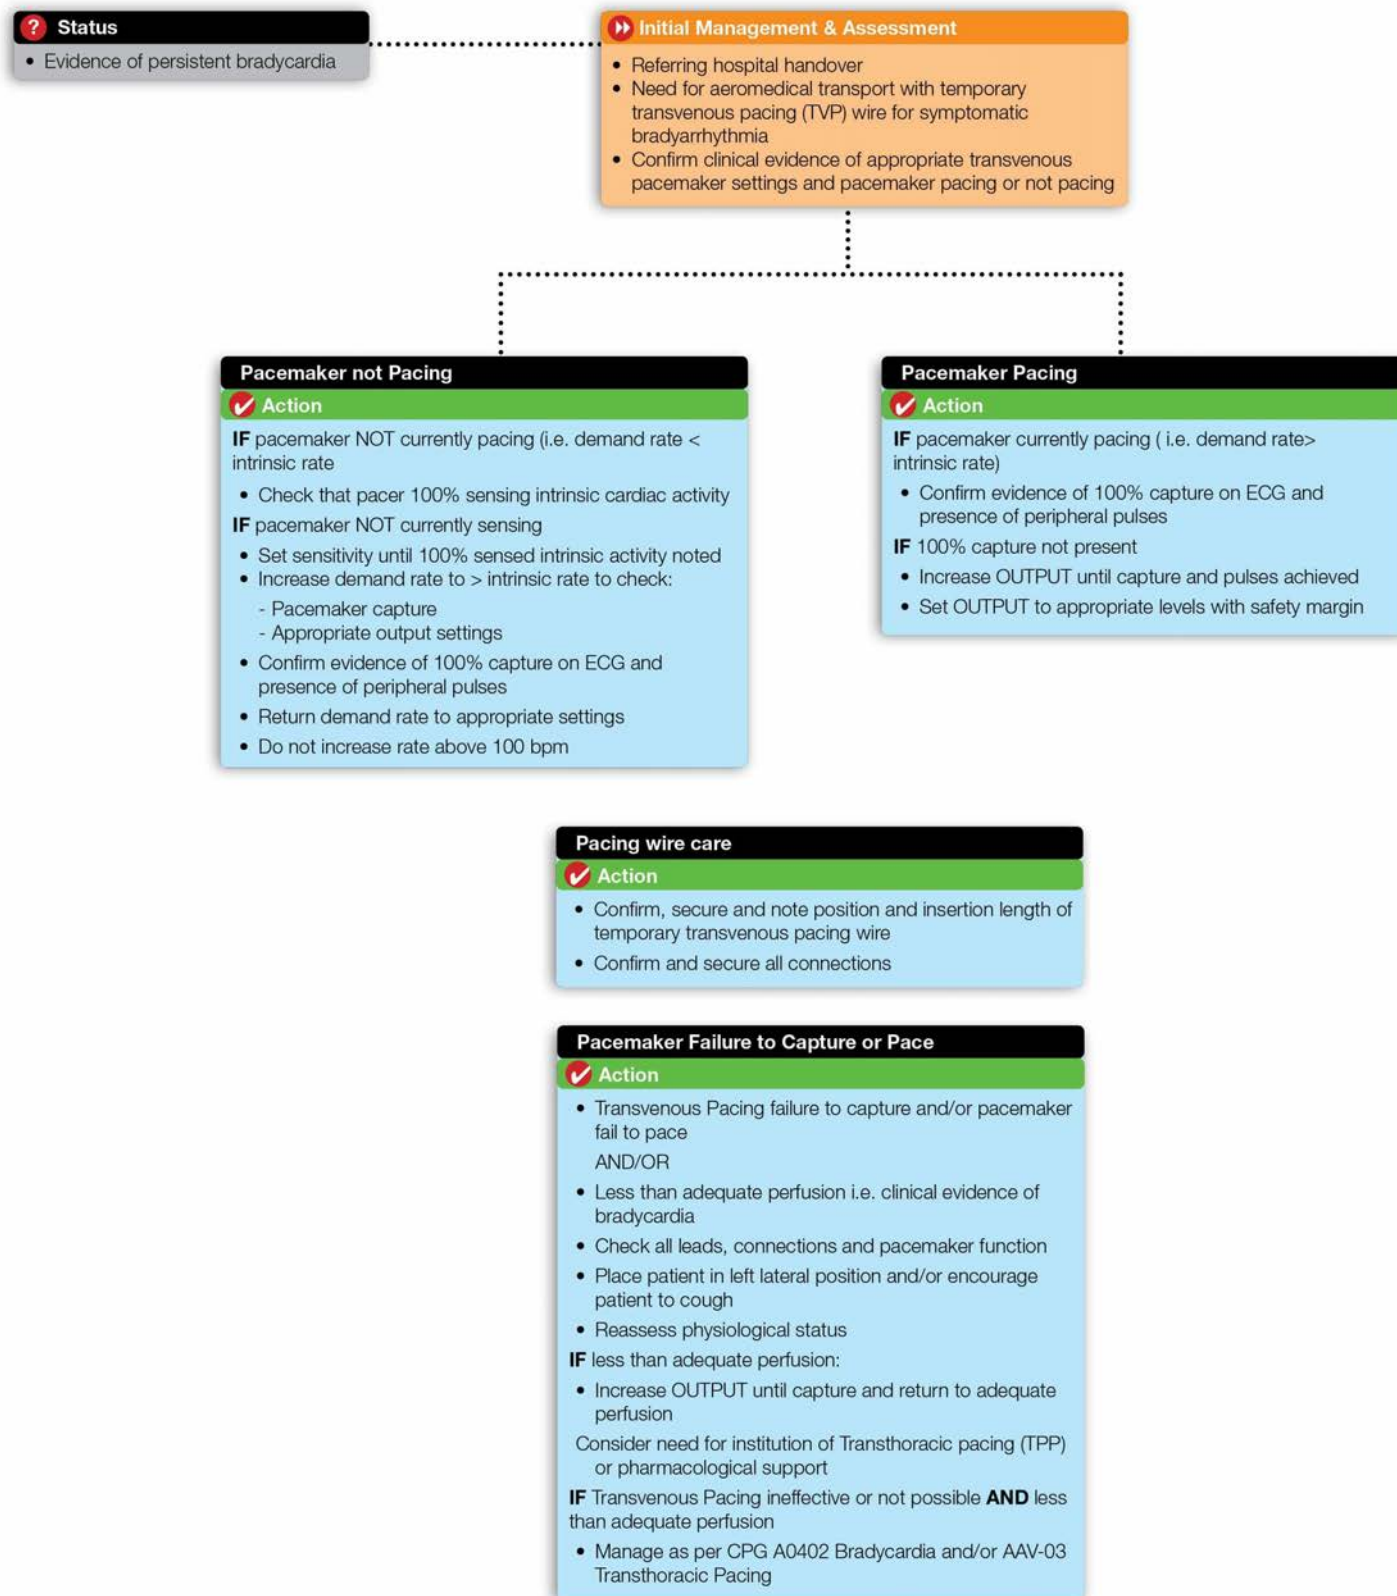 ? Status
• Evidence of persistent bradycardia
Initial Management & Assessment
• Referring hospital handover
• Need for aeromedical transport with temporary
transvenous pacing (TVP) wire for symptomatic
bradyarrhythmia
• Confirm clinical evidence of appropriate transvenous
pacemaker settings and pacemaker pacing or not pacing
Pacemaker not Pacing
Action
IF pacemaker NOT currently pacing (i.e. demand rate <
intrinsic rate
• Check that pacer 100% sensing intrinsic cardiac activity
IF pacemaker NOT currently sensing
• Set sensitivity until 100% sensed intrinsic activity noted
• Increase demand rate to > intrinsic rate to check:
- Pacemaker capture
- Appropriate output settings
• Confirm evidence of 100% capture on ECG and
presence of peripheral pulses
• Return demand rate to appropriate settings
• Do not increase rate above 100 bpm
Pacemaker Pacing
Action
IF pacemaker currently pacing ( i.e. demand rate>
intrinsic rate)
• Confirm evidence of 100% capture on ECG and
presence of peripheral pulses
IF 100% capture not present
• Increase OUTPUT until capture and pulses achieved
• Set OUTPUT to appropriate levels with safety margin
Pacing wire care
Action
• Confirm, secure and note position and insertion length of
temporary transvenous pacing wire
• Confirm and secure all connections
Pacemaker Failure to Capture or Pace
Action
• Transvenous Pacing failure to capture and/or pacemaker
fail to pace
AND/OR
• Less than adequate perfusion i.e. clinical evidence of
bradycardia
• Check all leads, connections and pacemaker function
• Place patient in left lateral position and/or encourage
patient to cough
• Reassess physiological status
IF less than adequate perfusion:
• Increase OUTPUT until capture and return to adequate
perfusion
Consider need for institution of Transthoracic pacing (TPP)
or pharmacological support
IF Transvenous Pacing ineffective or not possible AND less
than adequate perfusion
• Manage as per CPG A0402 Bradycardia and/or AAV-03
Transthoracic Pacing